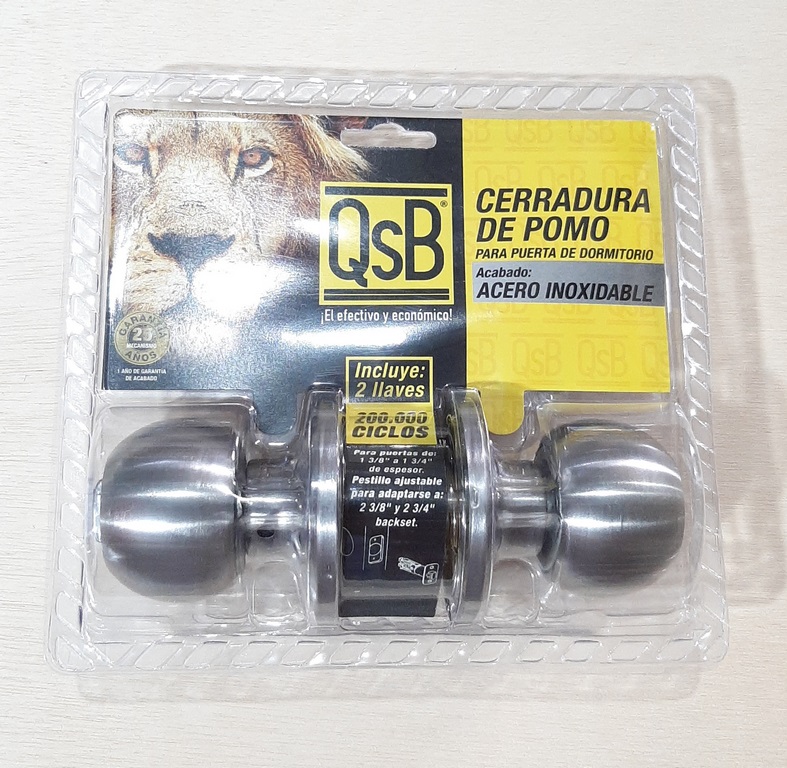 QsB®
¡El efectivo y económico!
CERRADURA
DE POMO
PARA PUERTA DE DORMITORIO
Acabado:
ACERO INOXIDABLE
GARANTÍA
MECANISMO
AÑOS
1 AÑO DE GARANTIA
DE ACABADO
Incluye:
2 llaves
200.000
CICLOS
Para puertas de:
1 3/8" a 1 3/4"
de espesor.
Pestillo ajustable
para adaptarse a:
2 3/8" y 2 3/4"
backset.